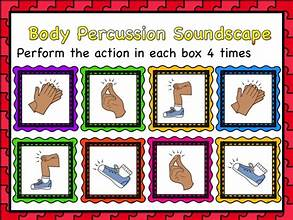 Body Percussion Soundscape
Perform the action in each box 4 times